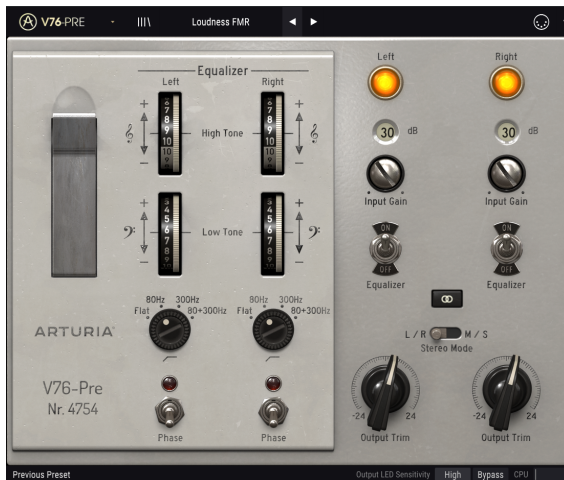 V76-PRE
Loudness FMR
Equalizer
Left
Right
High Tone
Low Tone
80Hz 300Hz
Flat 80+300Hz
80Hz 300Hz
Flat 80+300Hz
ARTURIA
V76-Pre
Nr. 4754
Phase
Phase
Left
Right
30 dB
30 dB
Input Gain
Input Gain
ON
OFF
Equalizer
ON
OFF
Equalizer
L / R M / S
Stereo Mode
-24 24
Output Trim
-24 24
Output Trim
Previous Preset
Output LED Sensitivity High Bypass CPU